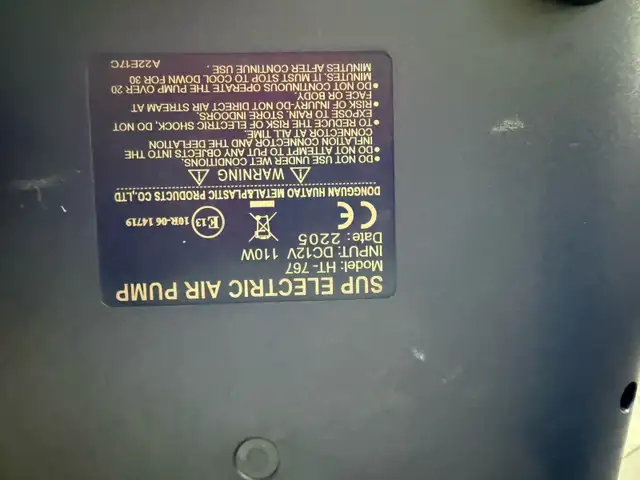 SUP ELECTRIC AIR PUMP
Model: HT-767
INPUT: DC12V 110W
Date: 2205
CE
E13 10R-06 14719
DONGGUAN HUATAO METAL&PLASTIC PRODUCTS CO.,LTD
WARNING
•DO NOT USE UNDER WET CONDITIONS.
•DO NOT ATTEMPT TO PUT ANY OBJECTS INTO THE
INFLATION CONNECTOR AND THE DEFLATION
CONNECTOR AT ALL TIME.
•TO REDUCE THE RISK OF ELECTRIC SHOCK, DO NOT
EXPOSE TO RAIN. STORE INDOORS.
•RISK OF INJURY-DO NOT DIRECT AIR STREAM AT
FACE OR BODY
•DO NOT CONTINUOUS OPERATE THE PUMP OVER 20
MINUTES. IT MUST STOP TO COOL DOWN FOR 30
MINUTES AFTER CONTINUE USE.
A22E17C